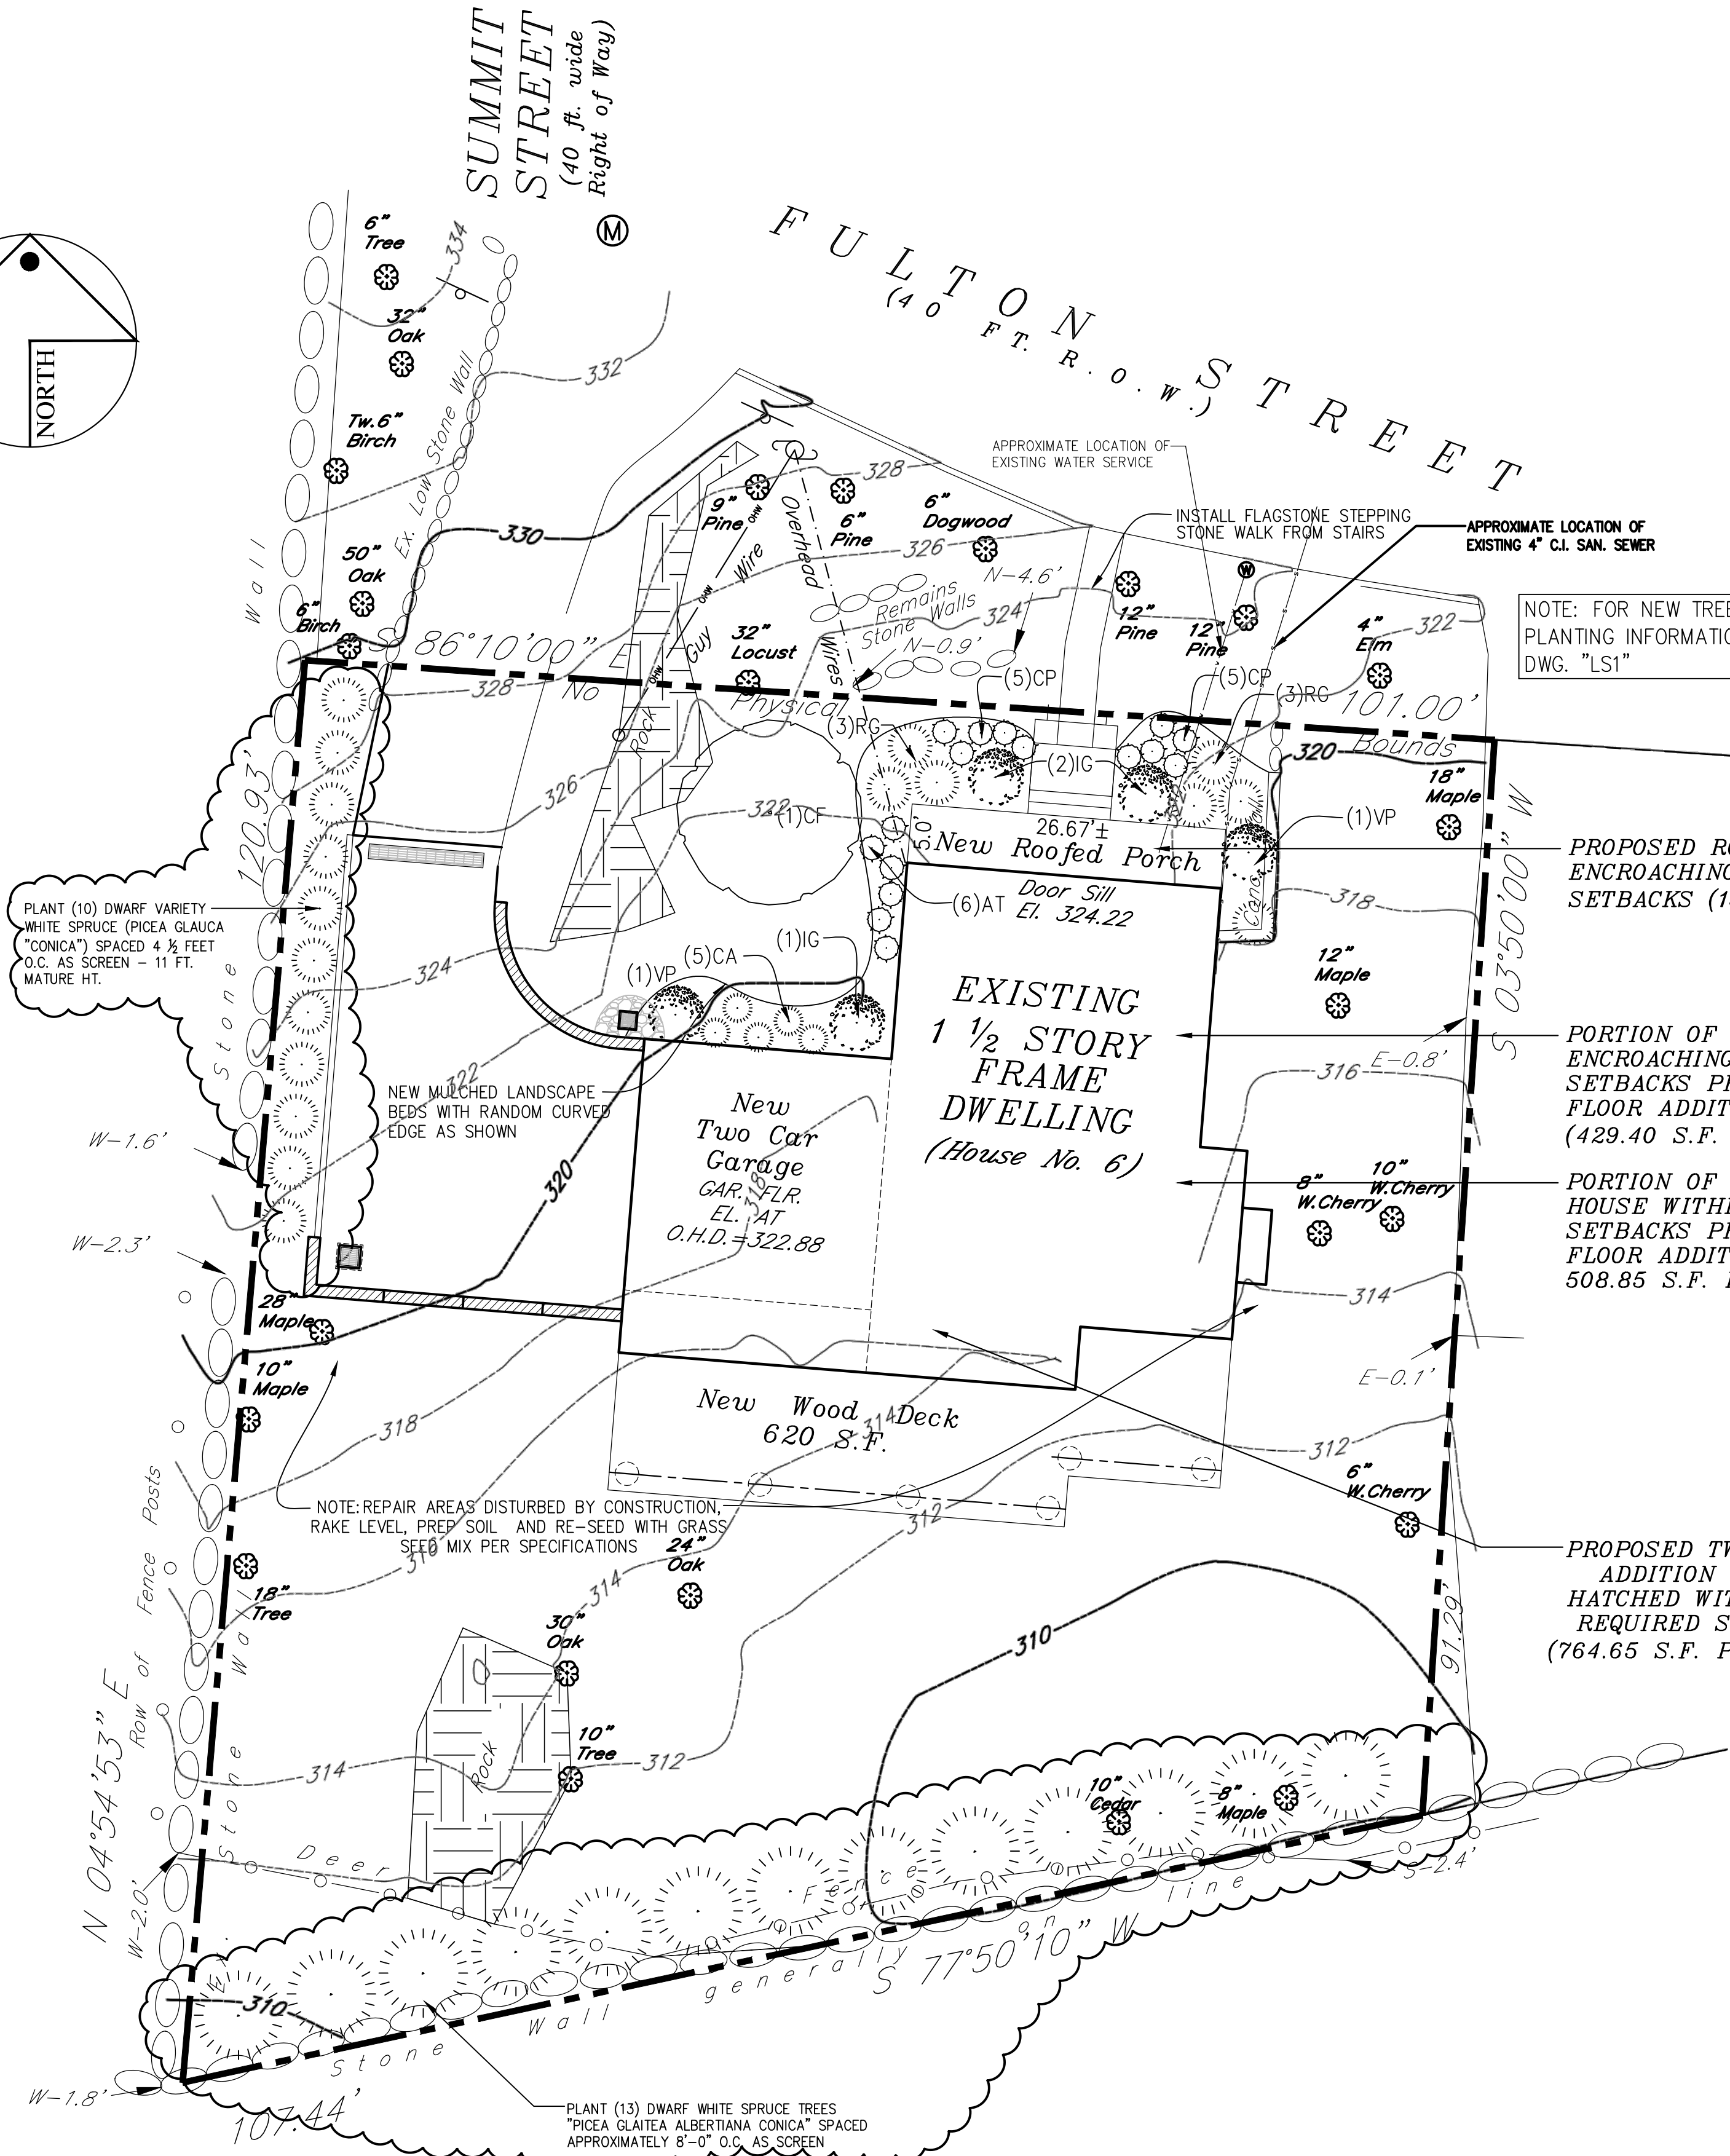 SUMMIT
STREET
(40 ft. wide
Right of Way)
M
FULTON STREET
(40 FT. R.O.W.)
NORTH
6"
Tree
334
32"
Oak
332
Tw.6"
Birch
Ex. Low Stone Wall
330
50"
Oak
6"
Birch
Wall
S 86°10'00" E
101.00'
No Physical Bounds
9"
Pine
OHW
OHW
OHW
Guy Wire
Overhead
Wires
6"
Pine
328
6"
Dogwood
326
Remains
Stone Walls
N-4.6'
324
N-0.9'
32"
Locust
Rock
APPROXIMATE LOCATION OF
EXISTING WATER SERVICE
INSTALL FLAGSTONE STEPPING
STONE WALK FROM STAIRS
APPROXIMATE LOCATION OF
EXISTING 4" C.I. SAN. SEWER
W
12"
Pine
12"
Pine
4"
Elm
322
NOTE: FOR NEW TREE
PLANTING INFORMATIO
DWG. "LS1"
328
(5)CP
(5)CP
(3)RG
(3)RG
(2)IG
320
18"
Maple
326
322
(1)CF
(1)VP
5.0'
26.67'±
New Roofed Porch
Door Sill
El. 324.22
318
(6)AT
(1)IG
(5)CA
(1)VP
120.93'
S 03°50'00" W
PROPOSED RO
ENCROACHING
SETBACKS (1
PLANT (10) DWARF VARIETY
WHITE SPRUCE (PICEA GLAUCA
"CONICA") SPACED 4 ½ FEET
O.C. AS SCREEN - 11 FT.
MATURE HT.
324
Stone
12"
Maple
EXISTING
1 ½ STORY
FRAME
DWELLING
(House No. 6)
PORTION OF
ENCROACHING
SETBACKS PR
FLOOR ADDIT
(429.40 S.F.
E-0.8'
316
322
NEW MULCHED LANDSCAPE
BEDS WITH RANDOM CURVED
EDGE AS SHOWN
New
Two Car
Garage
GAR. FLR.
EL. AT
O.H.D.=322.88
318
W-1.6'
320
8"
W.Cherry
10"
W.Cherry
PORTION OF
HOUSE WITHI
SETBACKS PR
FLOOR ADDIT
508.85 S.F.
W-2.3'
28"
Maple
314
10"
Maple
E-0.1'
New Wood Deck
620 S.F.
314
318
312
Row of Fence Posts
6"
W.Cherry
NOTE:REPAIR AREAS DISTURBED BY CONSTRUCTION,
RAKE LEVEL, PREP SOIL AND RE-SEED WITH GRASS
SEED MIX PER SPECIFICATIONS
316
312
24"
Oak
314
18"
Tree
PROPOSED TW
ADDITION
HATCHED WIT
REQUIRED S
(764.65 S.F. P
91.29'
30"
Oak
310
N 04°54'53" E
Stone Wall
10"
Tree
Rock
314
312
10"
Cedar
8"
Maple
Deer Fence
S-2.4'
W-2.0'
Ex.
310
Stone Wall generally on line
S 77°50'10" W
W-1.8'
107.44'
PLANT (13) DWARF WHITE SPRUCE TREES
"PICEA GLAITEA ALBERTIANA CONICA" SPACED
APPROXIMATELY 8'-0" O.C. AS SCREEN